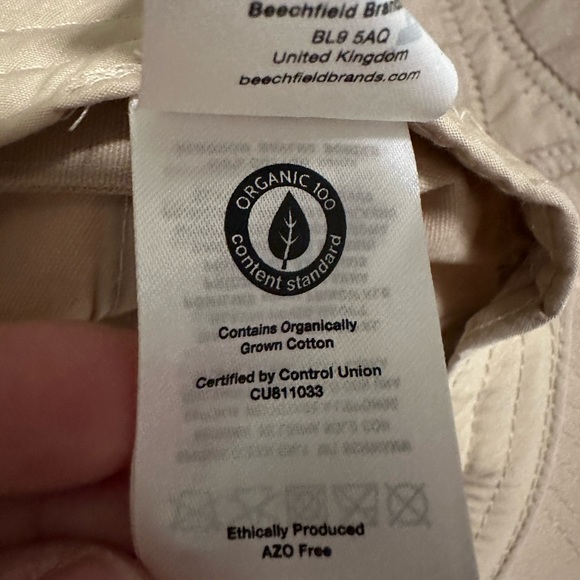 Beechfield Bran
BL9 5AQ
United Kingdom
beechfieldbrands.com
ORGANIC 100
content standard
Contains Organically
Grown Cotton
Certified by Control Union
CU811033
Ethically Produced
AZO Free